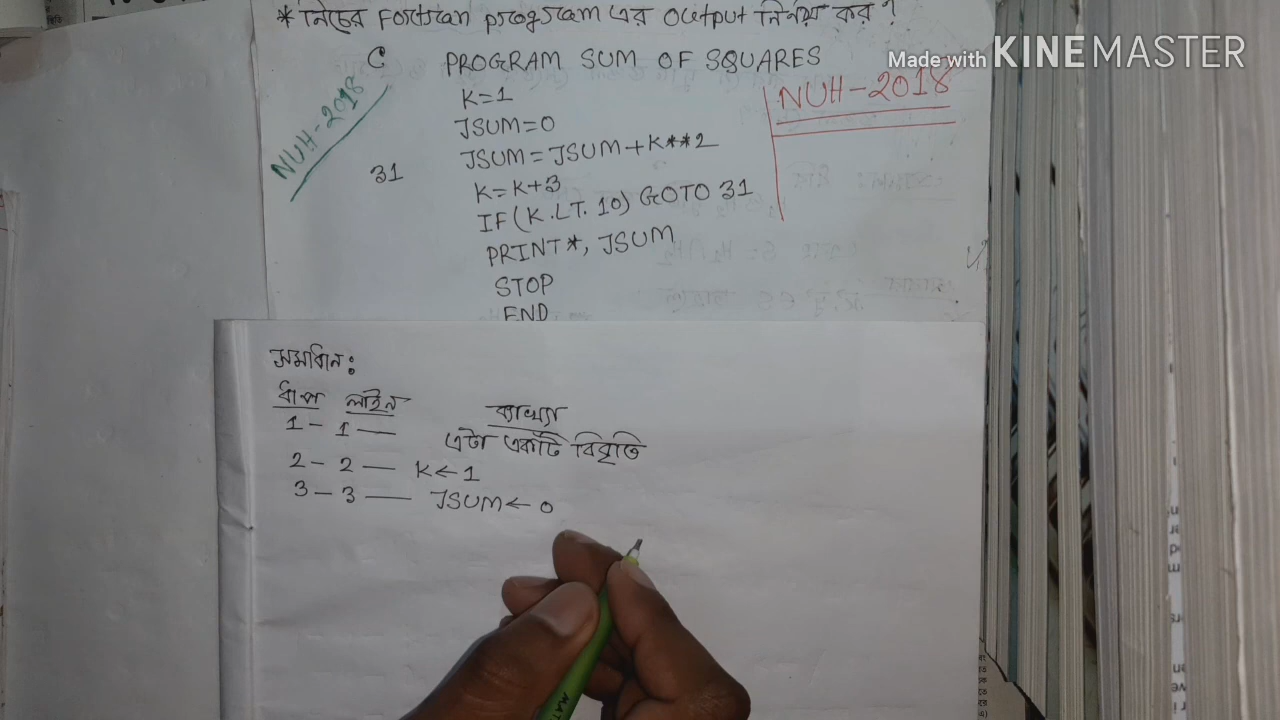 * নিচের Fortran program এর output নির্ণয় কর ?
Made with KINEMASTER
C PROGRAM SUM OF SQUARES
NUH-2018
NUH-2018
K=1
JSUM=0
31 JSUM=JSUM+K**2
K=K+3
IF(K.LT.10) GOTO 31
PRINT*, JSUM
STOP
END
সমাধান:
ধাপ লাইন ব্যাখ্যা
1- 1 — এটা একটি বিবৃতি
2- 2 — K←1
3-3 — JSUM← 0